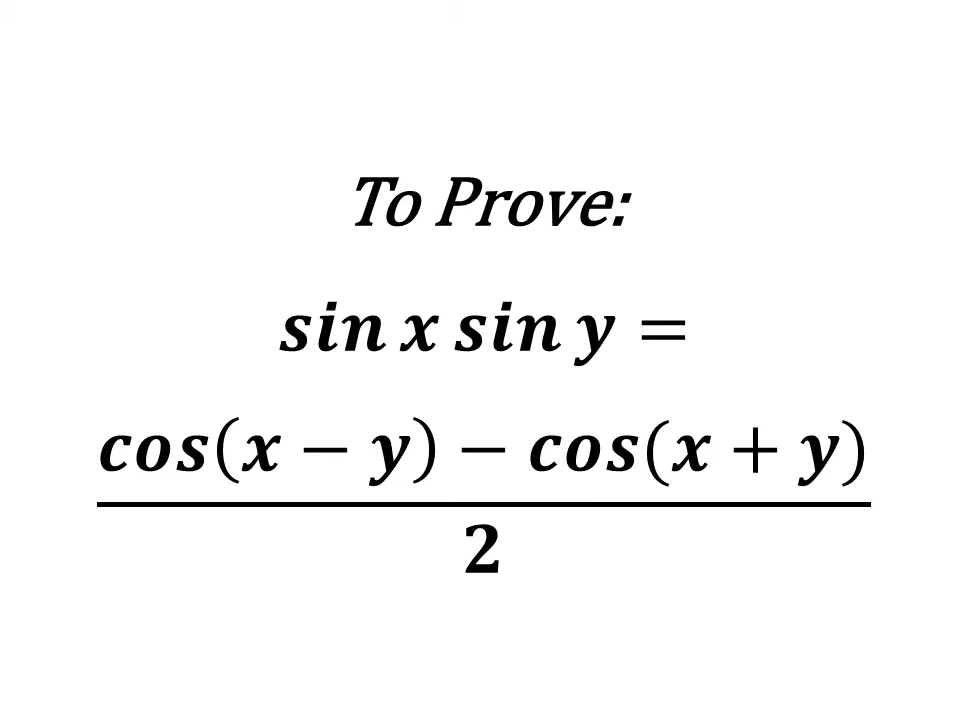 To Prove:
sin x sin y =
cos(x − y) − cos(x + y)
2